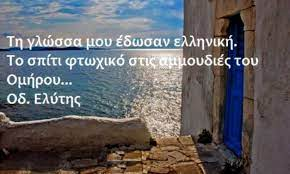 Τη γλώσσα μου έδωσαν ελληνική.
Το σπίτι φτωχικό στις αμμουδιές του
Ομήρου...
Οδ. Ελύτης